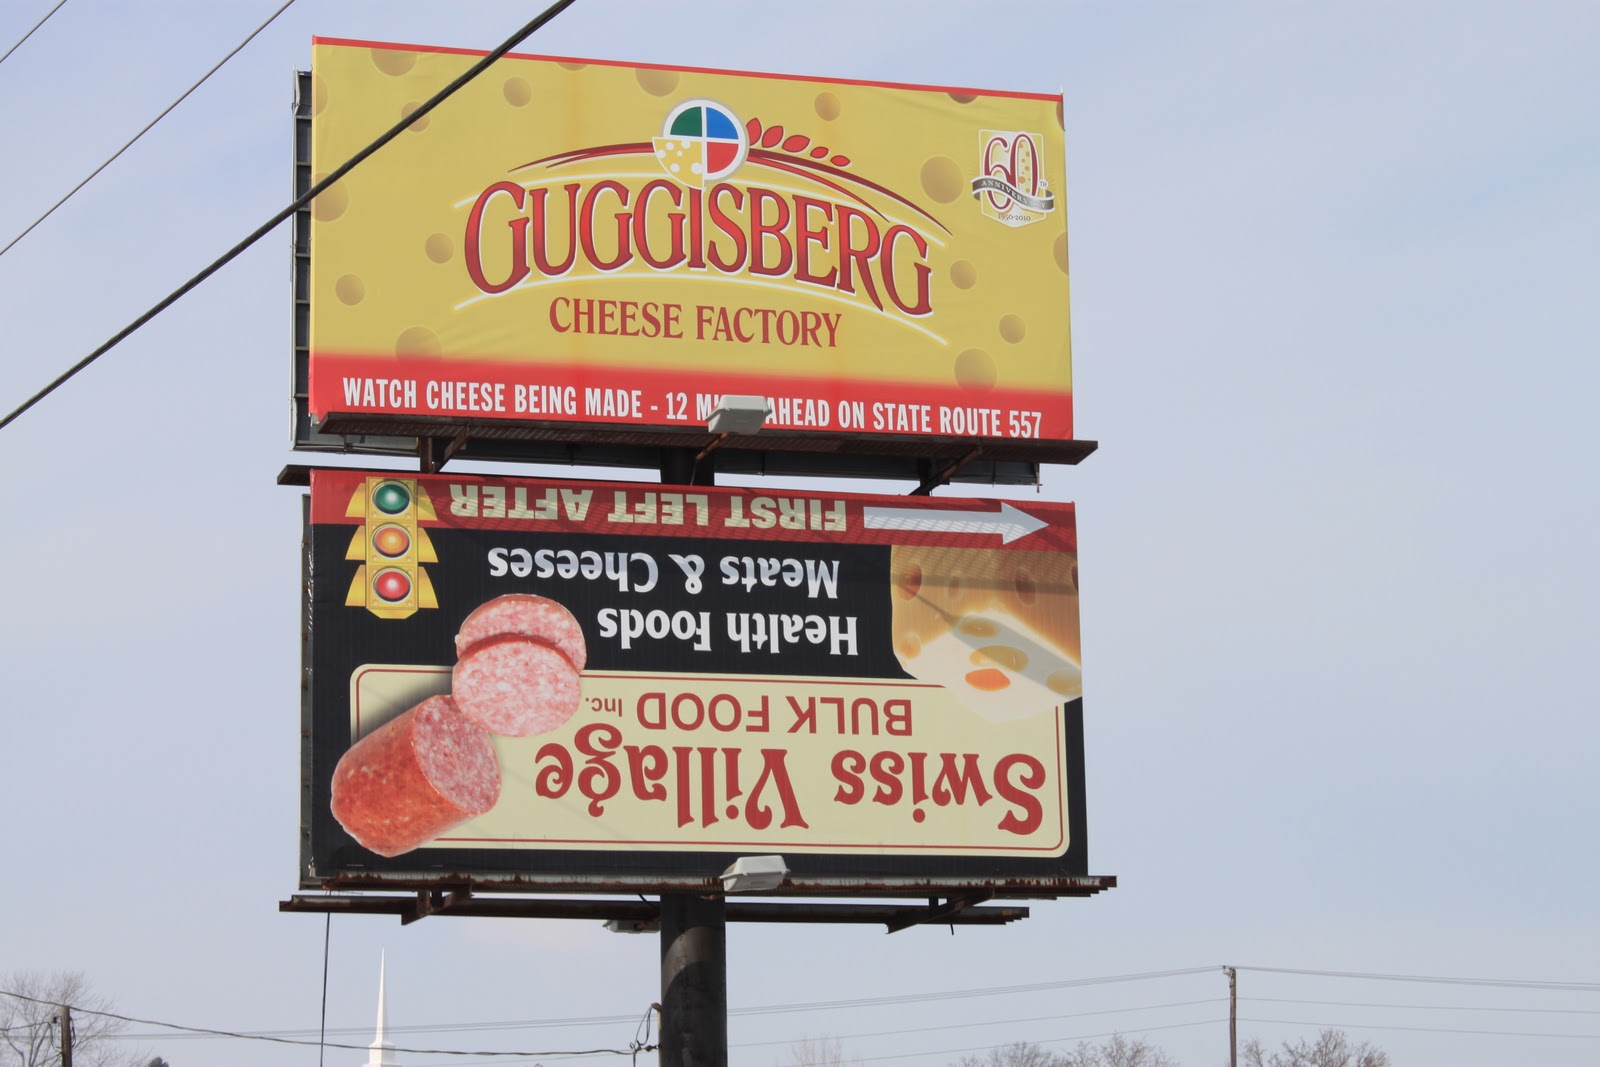 GUGGISBERG
CHEESE FACTORY
60TH
ANNIVERSARY
1950-2010
WATCH CHEESE BEING MADE - 12 AHEAD ON STATE ROUTE 557
Swiss Village
BULK FOOD Inc.
Health Foods
Meats & Cheeses
FIRST LEFT AFTER